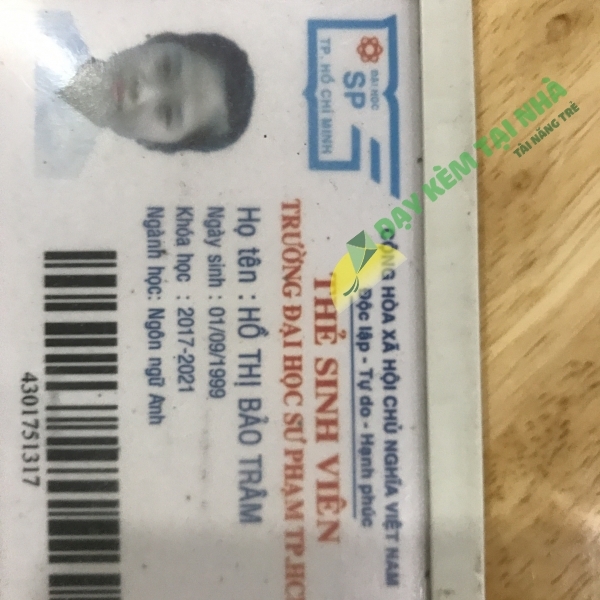 ĐẠI HỌC
SP
TP. HỒ CHÍ MINH
CỘNG HÒA XÃ HỘI CHỦ NGHĨA VIỆT NAM
Độc lập - Tự do - Hạnh phúc
THẺ SINH VIÊN
TRƯỜNG ĐẠI HỌC SƯ PHẠM TP.HC
Họ tên : HỒ THỊ BẢO TRÂM
Ngày sinh : 01/09/1999
Khóa học : 2017-2021
Ngành học: Ngôn ngữ Anh
4301751317
DẠY KÈM TẠI NHÀ
TÀI NĂNG TRẺ